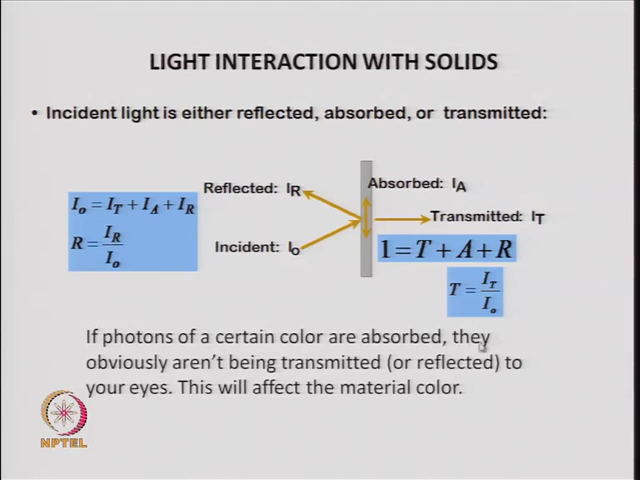 LIGHT INTERACTION WITH SOLIDS
• Incident light is either reflected, absorbed, or transmitted:
Reflected: IR
Absorbed: IA
Transmitted: IT
Incident: Io
Io = IT + IA + IR
R = IR / Io
1 = T + A + R
T = IT / Io
If photons of a certain color are absorbed, they
obviously aren't being transmitted (or reflected) to
your eyes. This will affect the material color.
NPTEL